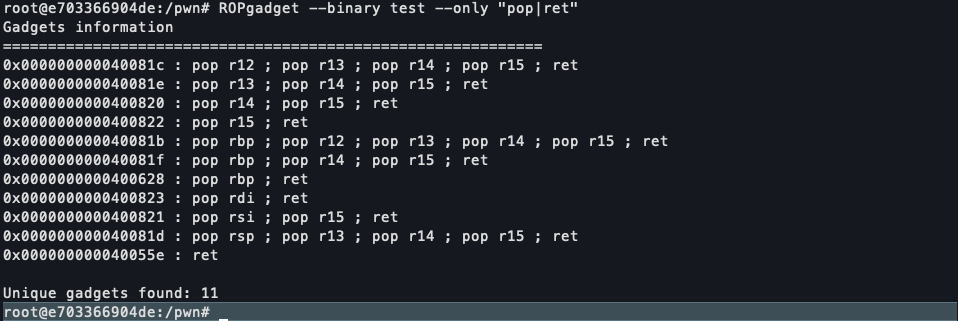 root@e703366904de:/pwn# ROPgadget --binary test --only "pop|ret"
Gadgets information
============================================================
0x000000000040081c : pop r12 ; pop r13 ; pop r14 ; pop r15 ; ret
0x000000000040081e : pop r13 ; pop r14 ; pop r15 ; ret
0x0000000000400820 : pop r14 ; pop r15 ; ret
0x0000000000400822 : pop r15 ; ret
0x000000000040081b : pop rbp ; pop r12 ; pop r13 ; pop r14 ; pop r15 ; ret
0x000000000040081f : pop rbp ; pop r14 ; pop r15 ; ret
0x0000000000400628 : pop rbp ; ret
0x0000000000400823 : pop rdi ; ret
0x0000000000400821 : pop rsi ; pop r15 ; ret
0x000000000040081d : pop rsp ; pop r13 ; pop r14 ; pop r15 ; ret
0x000000000040055e : ret
Unique gadgets found: 11
root@e703366904de:/pwn#